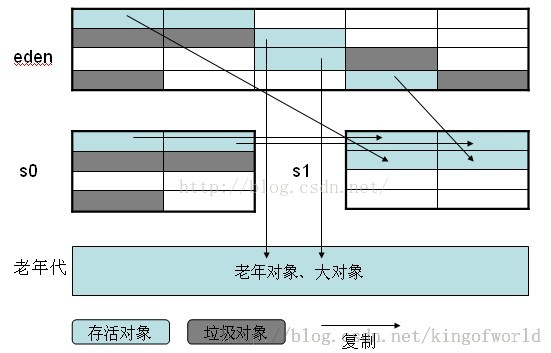 eden
s0
s1
http://blog.csdn.net/
老年代
老年对象、大对象
存活对象
垃圾对象
复制
http://blog.csdn.net/kingofworld